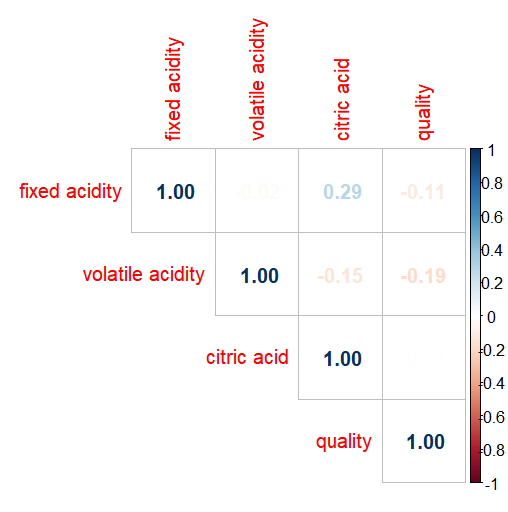 fixed acidity
volatile acidity
citric acid
quality
fixed acidity 1.00 -0.02 0.29 -0.11
volatile acidity 1.00 -0.15 -0.19
citric acid 1.00
quality 1.00
1
0.8
0.6
0.4
0.2
0
-0.2
-0.4
-0.6
-0.8
-1